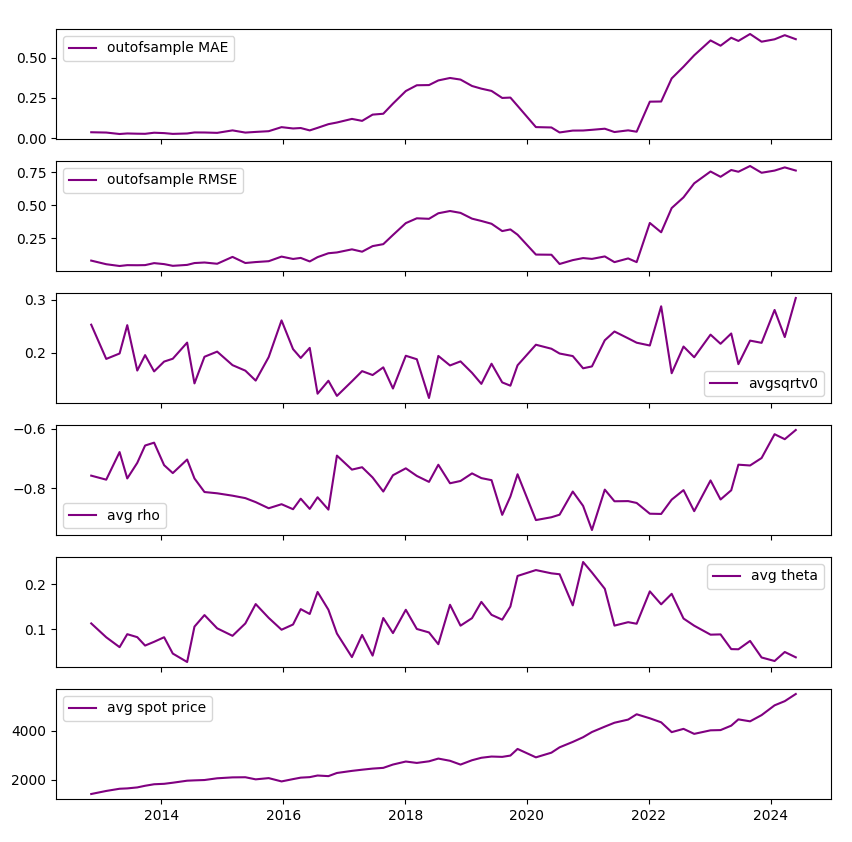 outofsample MAE
0.50
0.25
0.00
outofsample RMSE
0.75
0.50
0.25
0.3
0.2
avgsqrtv0
−0.6
−0.8
avg rho
avg theta
0.2
0.1
avg spot price
4000
2000
2014 2016 2018 2020 2022 2024